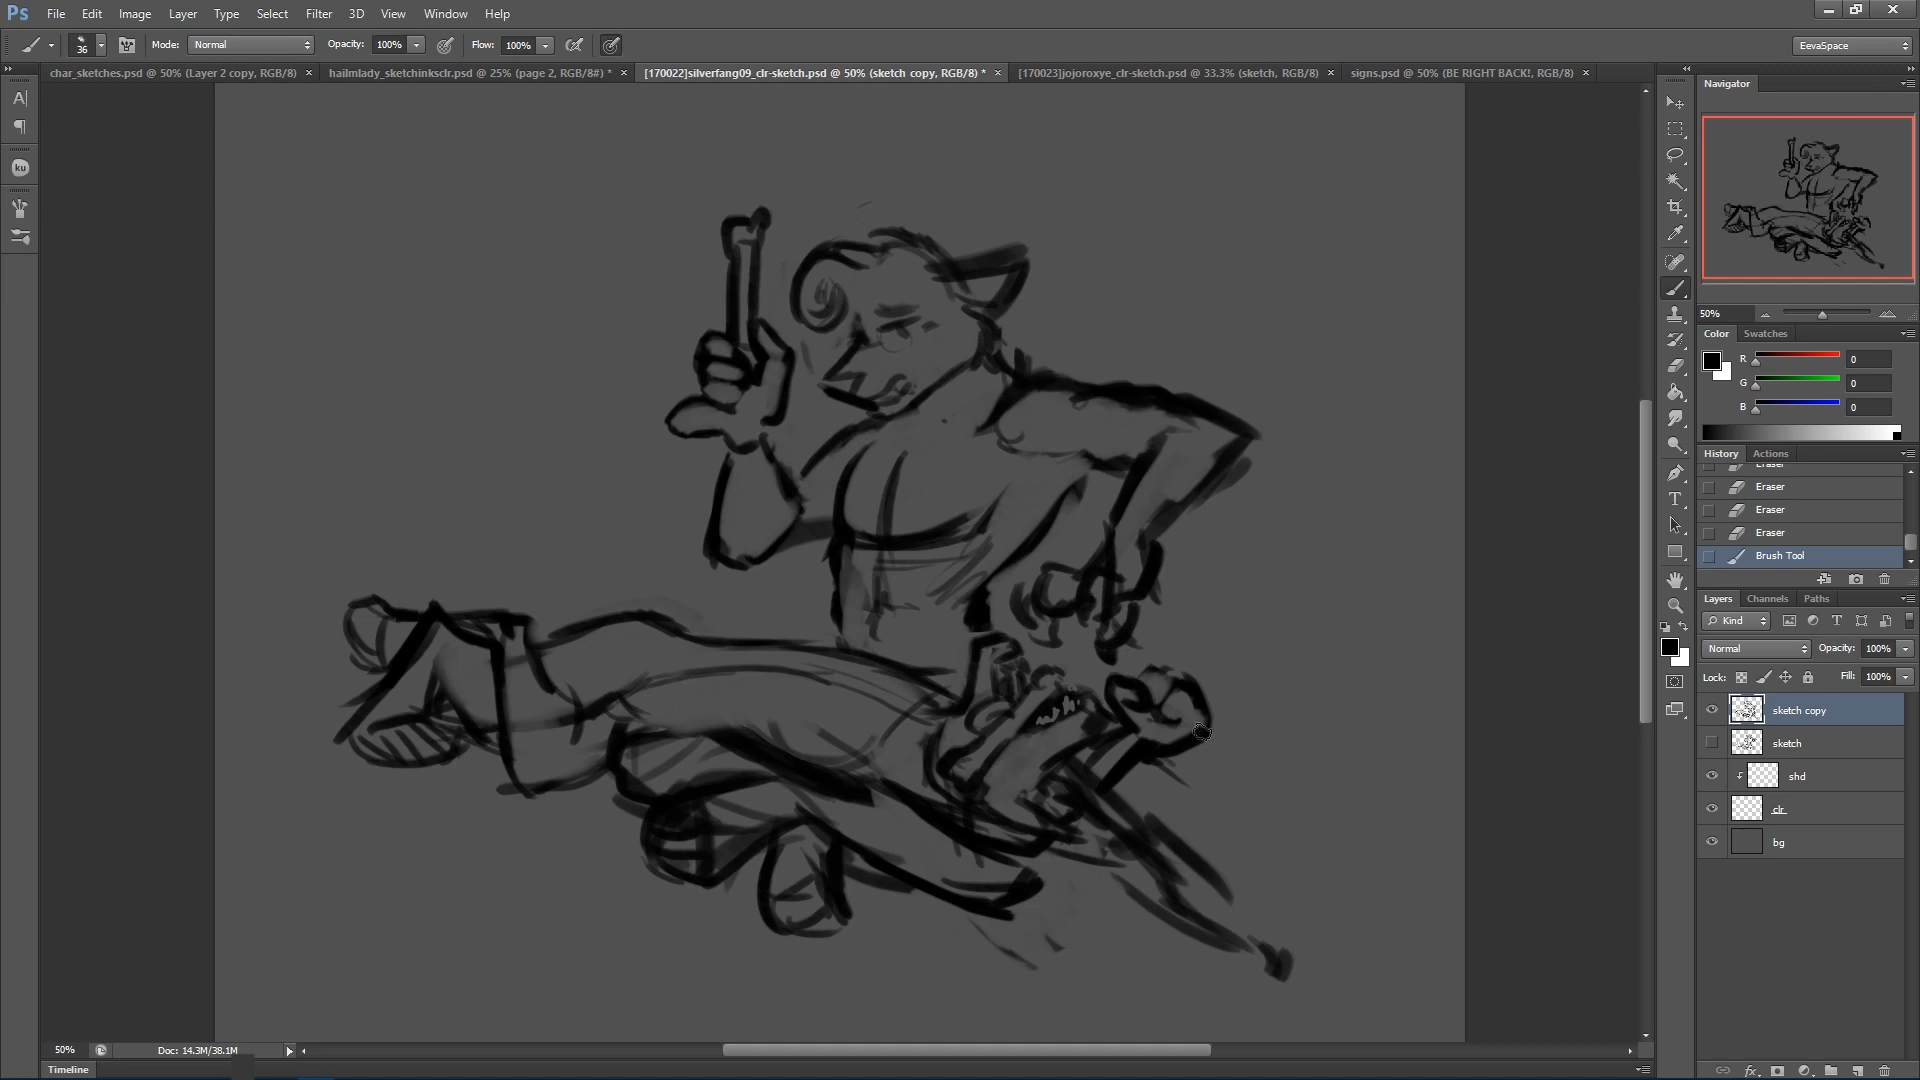 Ps File Edit Image Layer Type Select Filter 3D View Window Help
36 Mode: Normal Opacity: 100% Flow: 100% EevaSpace
char_sketches.psd @ 50% (Layer 2 copy, RGB/8) × hailmlady_sketchinksclr.psd @ 25% (page 2, RGB/8#) * × [170022]silverfang09_clr-sketch.psd @ 50% (sketch copy, RGB/8) * × [170023]jojoroxye_clr-sketch.psd @ 33.3% (sketch, RGB/8) × signs.psd @ 50% (BE RIGHT BACK!, RGB/8) ×
ku
Navigator
50%
Color Swatches
R 0
G 0
B 0
History Actions
Eraser
Eraser
Eraser
Eraser
Brush Tool
Layers Channels Paths
Kind
Normal Opacity: 100%
Lock: Fill: 100%
sketch copy
sketch
shd
clr
bg
50% Doc: 14.3M/38.1M
Timeline